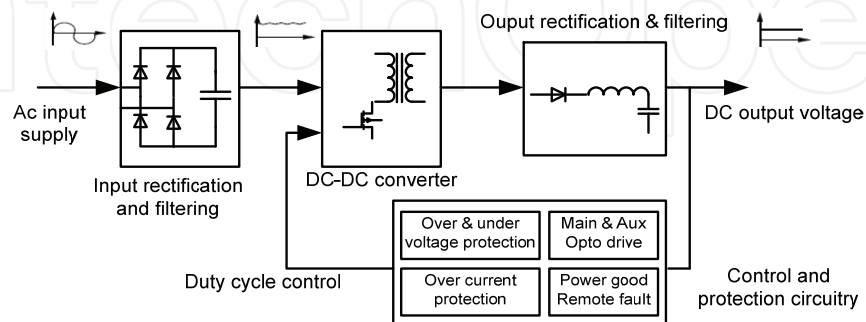 Ouput rectification & filtering
Ac input
supply
DC output voltage
Input rectification
and filtering
DC-DC converter
Over & under
voltage protection
Main & Aux
Opto drive
Over current
protection
Power good
Remote fault
Duty cycle control
Control and
protection circuitry